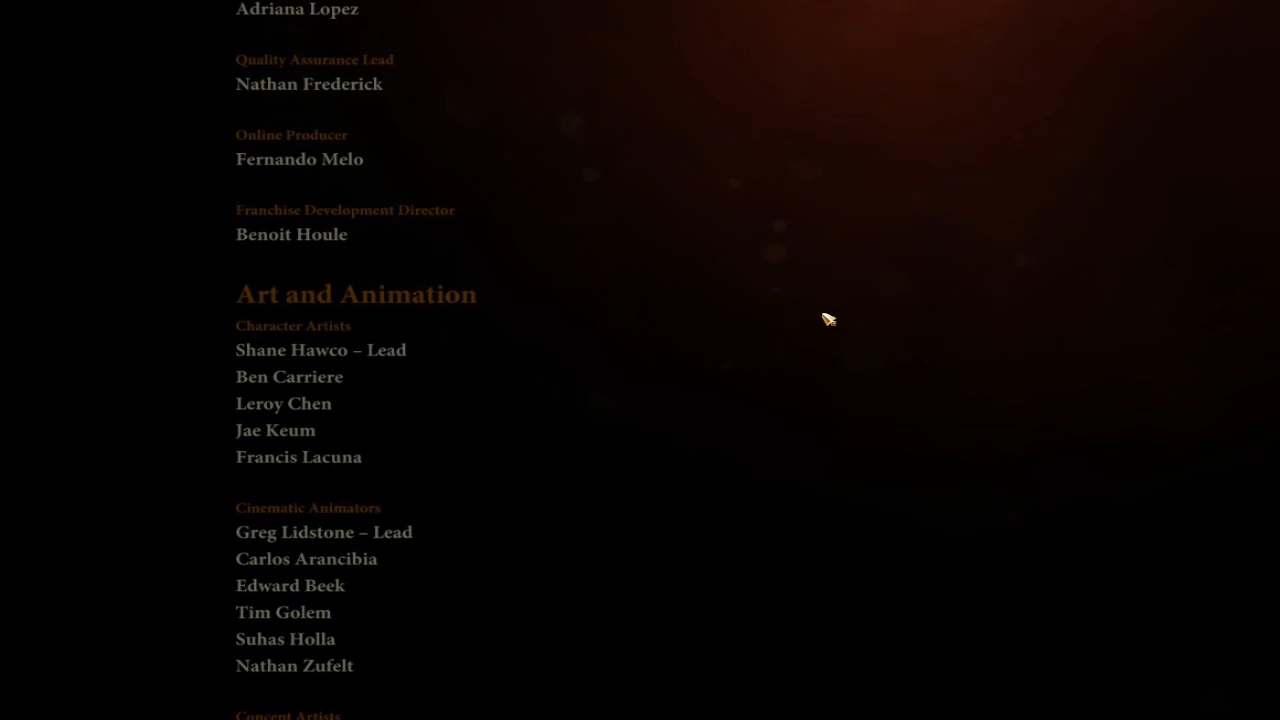 Adriana Lopez
Quality Assurance Lead
Nathan Frederick
Online Producer
Fernando Melo
Franchise Development Director
Benoit Houle
Art and Animation
Character Artists
Shane Hawco – Lead
Ben Carriere
Leroy Chen
Jae Keum
Francis Lacuna
Cinematic Animators
Greg Lidstone – Lead
Carlos Arancibia
Edward Beek
Tim Golem
Suhas Holla
Nathan Zufelt
Concept Artists